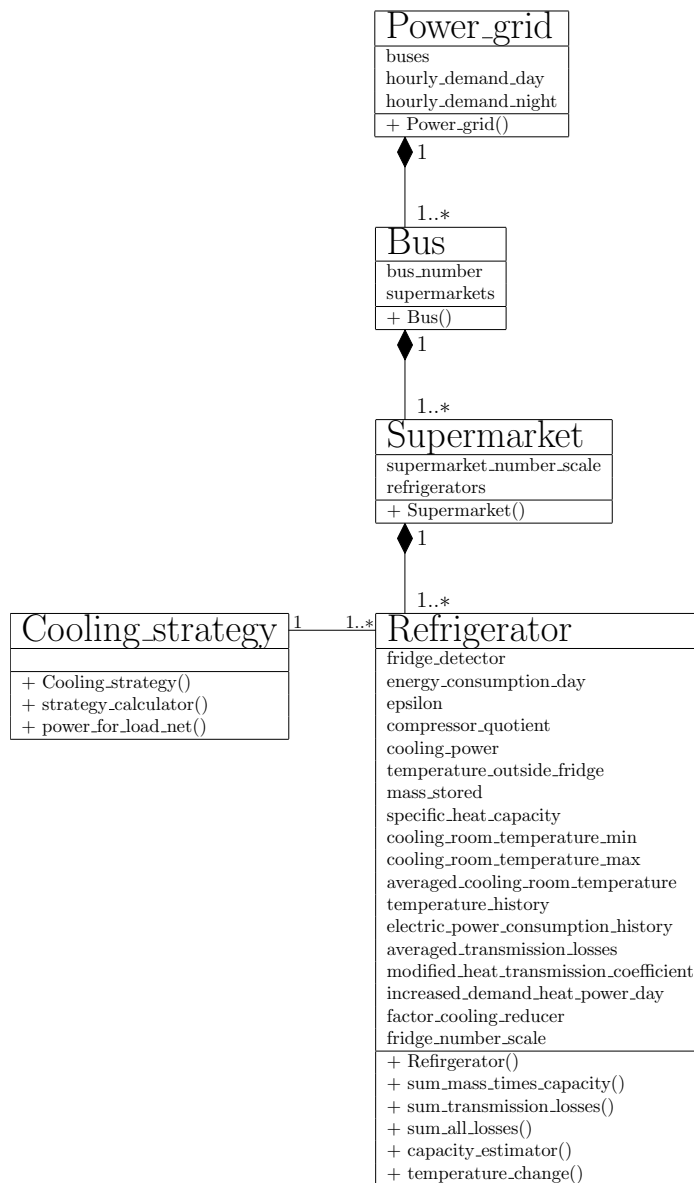 Power_grid
buses
hourly_demand_day
hourly_demand_night
+ Power_grid()
1
1..*
Bus
bus_number
supermarkets
+ Bus()
1
1..*
Supermarket
supermarket_number_scale
refrigerators
+ Supermarket()
1
1..*
Cooling_strategy
+ Cooling_strategy()
+ strategy_calculator()
+ power_for_load_net()
1
1..*
Refrigerator
fridge_detector
energy_consumption_day
epsilon
compressor_quotient
cooling_power
temperature_outside_fridge
mass_stored
specific_heat_capacity
cooling_room_temperature_min
cooling_room_temperature_max
averaged_cooling_room_temperature
temperature_history
electric_power_consumption_history
averaged_transmission_losses
modified_heat_transmission_coefficient
increased_demand_heat_power_day
factor_cooling_reducer
fridge_number_scale
+ Refirgerator()
+ sum_mass_times_capacity()
+ sum_transmission_losses()
+ sum_all_losses()
+ capacity_estimator()
+ temperature_change()